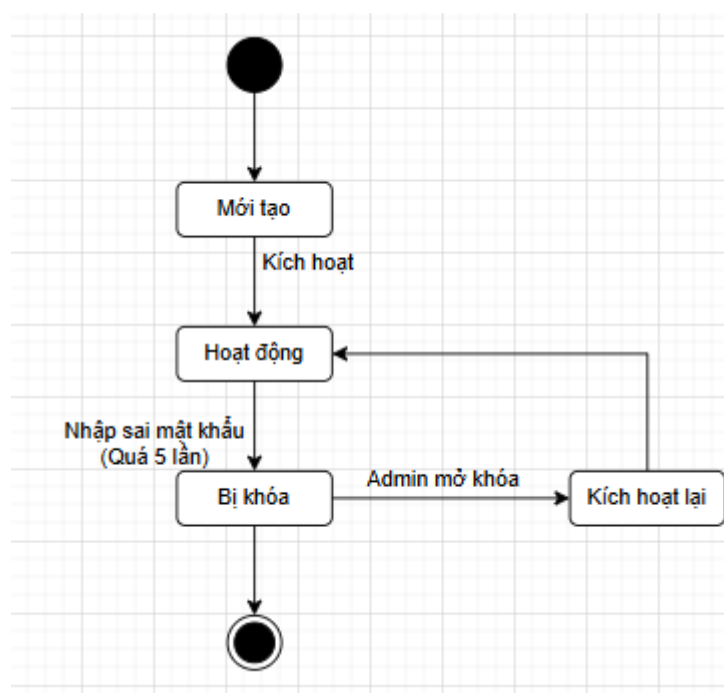 Mới tạo
Kích hoạt
Hoạt động
Nhập sai mật khẩu
(Quá 5 lần)
Bị khóa
Admin mở khóa
Kích hoạt lại